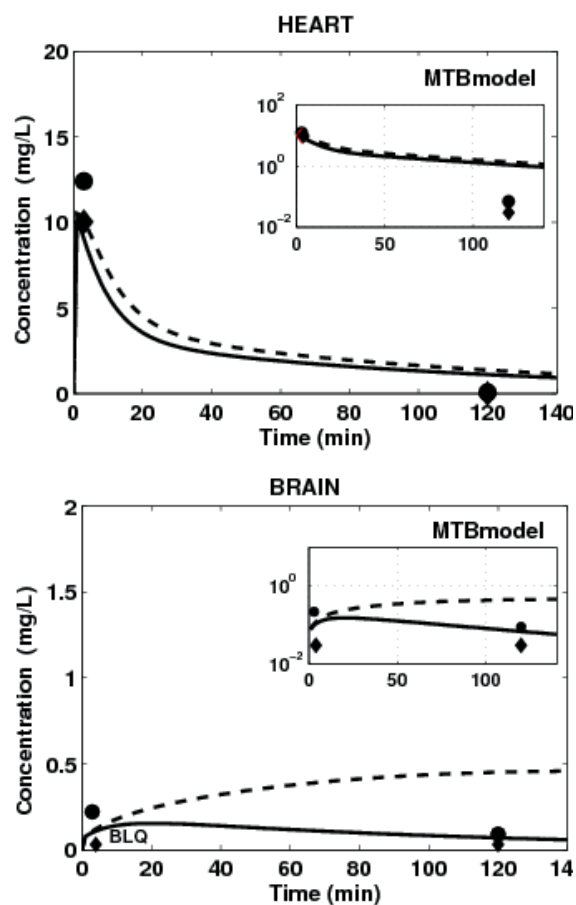 HEART
Concentration (mg/L)
20
15
10
5
0
0 20 40 60 80 100 120 140
Time (min)
MTBmodel
10^2
10^0
10^-2
0 50 100
BRAIN
Concentration (mg/L)
2
1.5
1
0.5
0
0 20 40 60 80 100 120 14
Time (min)
BLQ
MTBmodel
10^0
10^-2
0 50 100